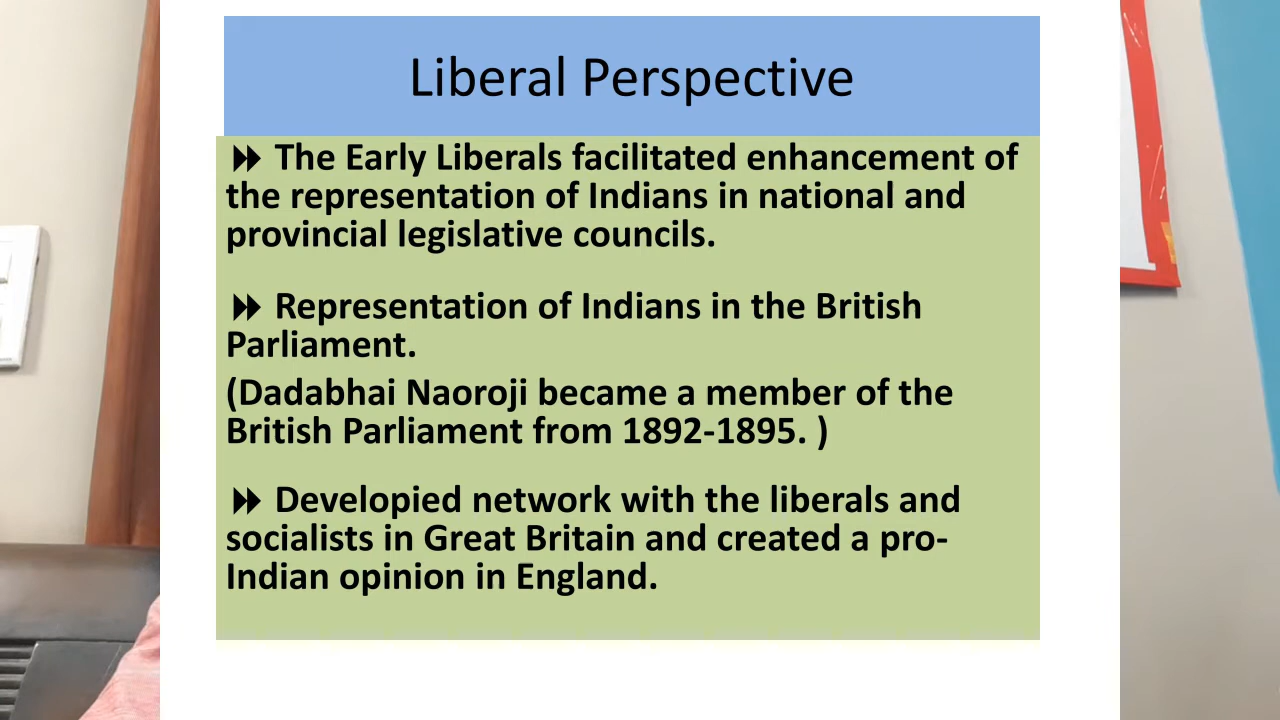 Liberal Perspective
⏩ The Early Liberals facilitated enhancement of
the representation of Indians in national and
provincial legislative councils.
⏩ Representation of Indians in the British
Parliament.
(Dadabhai Naoroji became a member of the
British Parliament from 1892-1895. )
⏩ Developied network with the liberals and
socialists in Great Britain and created a pro-
Indian opinion in England.